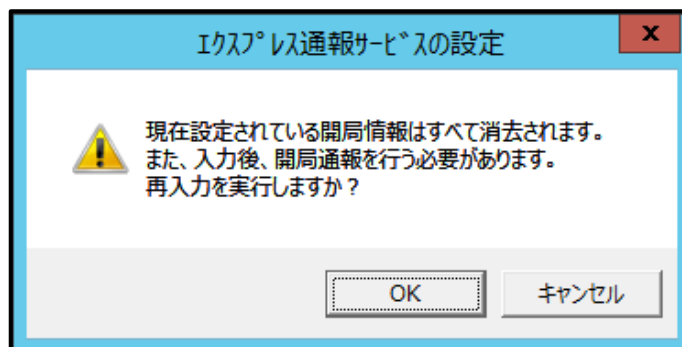 ｴｸｽﾌﾟﾚｽ通報ｻｰﾋﾞｽの設定
x
現在設定されている開局情報はすべて消去されます。
また、入力後、開局通報を行う必要があります。
再入力を実行しますか？
OK
キャンセル